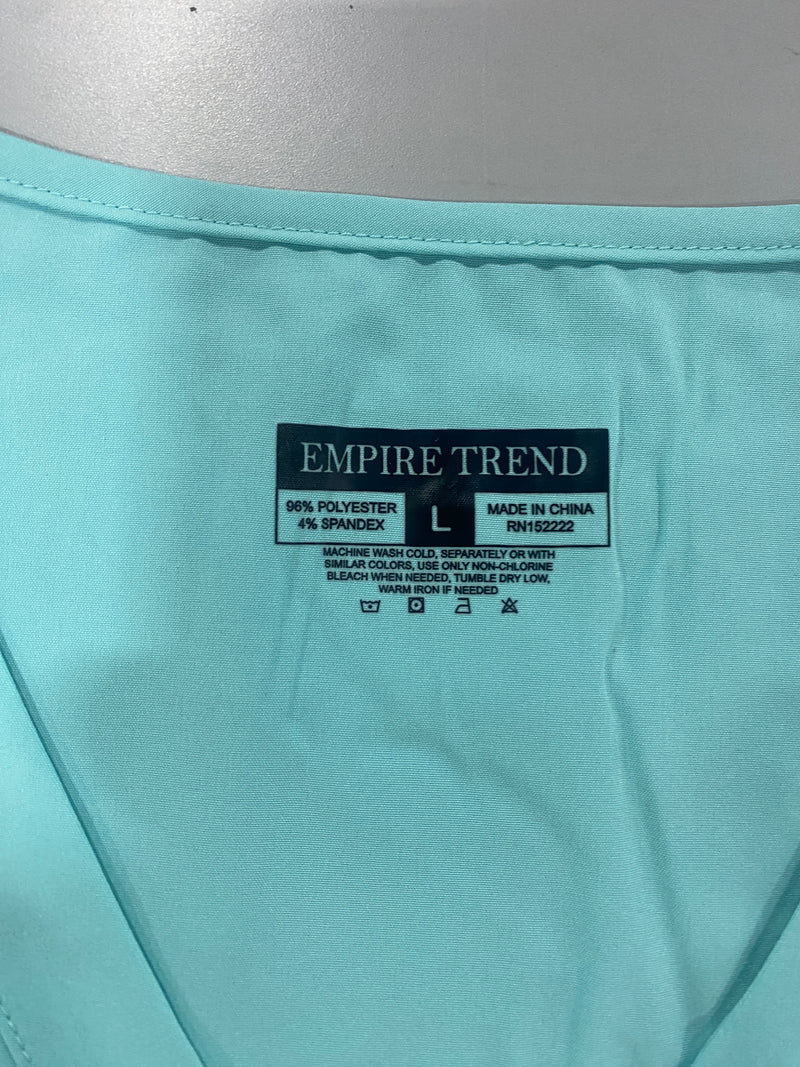 EMPIRE TREND
96% POLYESTER
4% SPANDEX
L
MADE IN CHINA
RN152222
MACHINE WASH COLD, SEPARATELY OR WITH
SIMILAR COLORS, USE ONLY NON-CHLORINE
BLEACH WHEN NEEDED, TUMBLE DRY LOW,
WARM IRON IF NEEDED